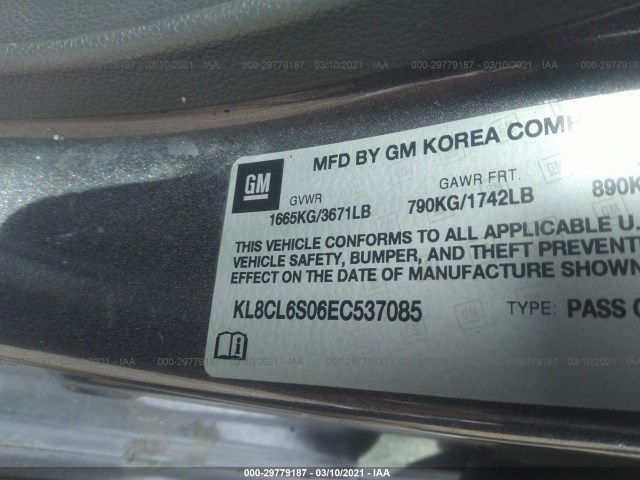 000-29779187 — 03/10/2021 — IAA
MFD BY GM KOREA COMP
GM
GVWR
GAWR FRT.
1665KG/3671LB
790KG/1742LB
890K
THIS VEHICLE CONFORMS TO ALL APPLICABLE U.
VEHICLE SAFETY, BUMPER, AND THEFT PREVENT
EFFECT ON THE DATE OF MANUFACTURE SHOWN
KL8CL6S06EC537085
TYPE: PASS
000-29779187 - 03/10/2021 - IAA